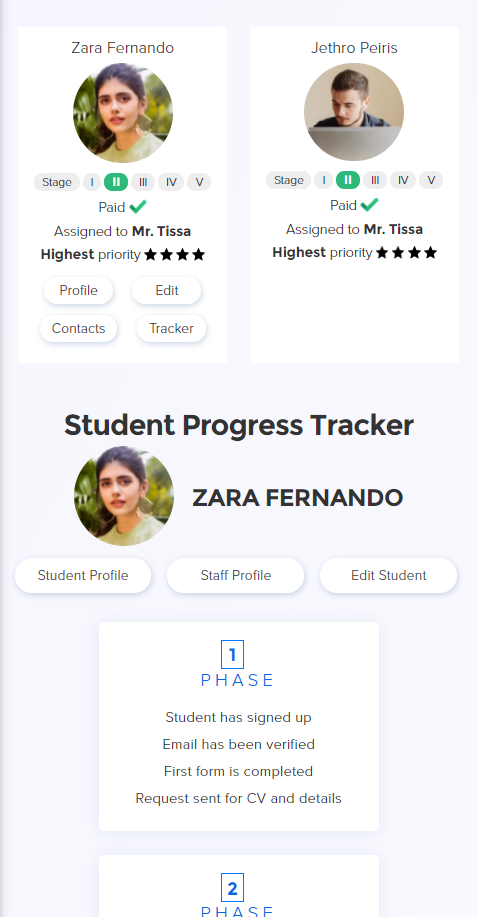 Zara Fernando
Stage I II III IV V
Paid
Assigned to Mr. Tissa
Highest priority
Profile Edit
Contacts Tracker
Jethro Peiris
Stage I II III IV V
Paid
Assigned to Mr. Tissa
Highest priority
Student Progress Tracker
ZARA FERNANDO
Student Profile Staff Profile Edit Student
1
PHASE
Student has signed up
Email has been verified
First form is completed
Request sent for CV and details
2
PHASE